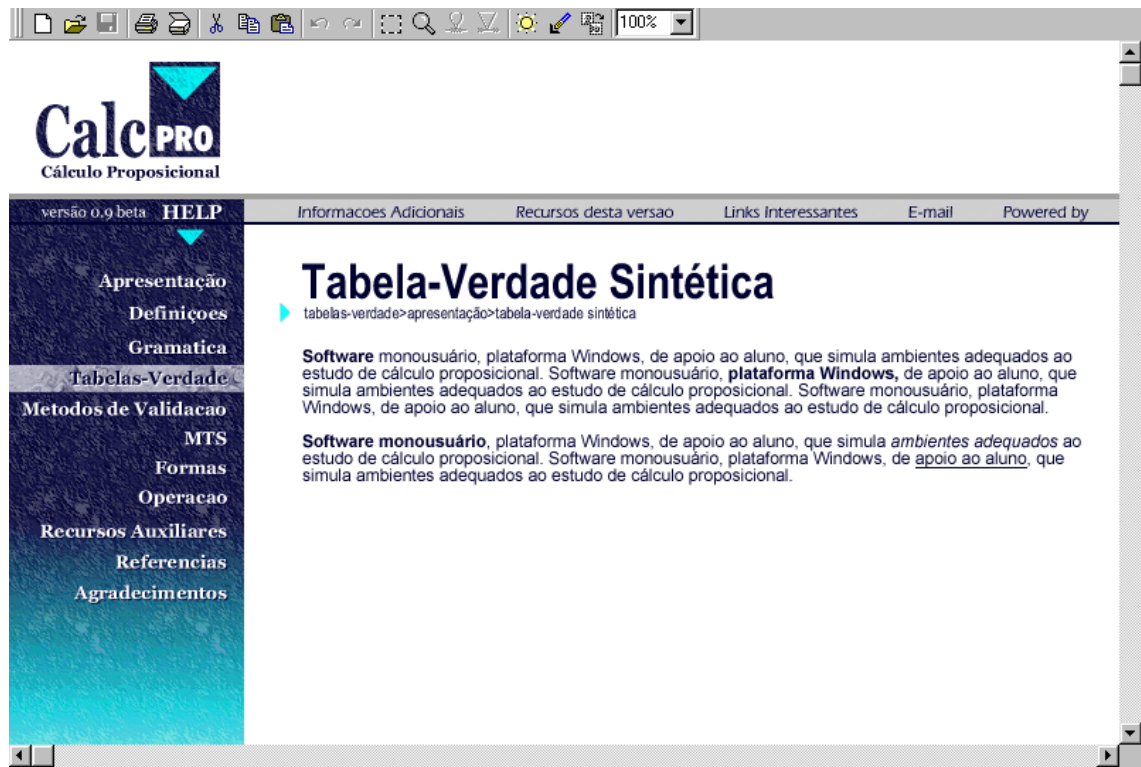 100%
Calc PRO
Cálculo Proposicional
versão 0.9 beta HELP
Informacoes Adicionais Recursos desta versao Links Interessantes E-mail Powered by
Apresentação
Definiçoes
Gramatica
Tabelas-Verdade
Metodos de Validacao
MTS
Formas
Operacao
Recursos Auxiliares
Referencias
Agradecimentos
Tabela-Verdade Sintética
tabelas-verdade>apresentação>tabela-verdade sintética
Software monousuário, plataforma Windows, de apoio ao aluno, que simula ambientes adequados ao
estudo de cálculo proposicional. Software monousuário, plataforma Windows, de apoio ao aluno, que
simula ambientes adequados ao estudo de cálculo proposicional. Software monousuário, plataforma
Windows, de apoio ao aluno, que simula ambientes adequados ao estudo de cálculo proposicional.
Software monousuário, plataforma Windows, de apoio ao aluno, que simula ambientes adequados ao
estudo de cálculo proposicional. Software monousuário, plataforma Windows, de apoio ao aluno, que
simula ambientes adequados ao estudo de cálculo proposicional.